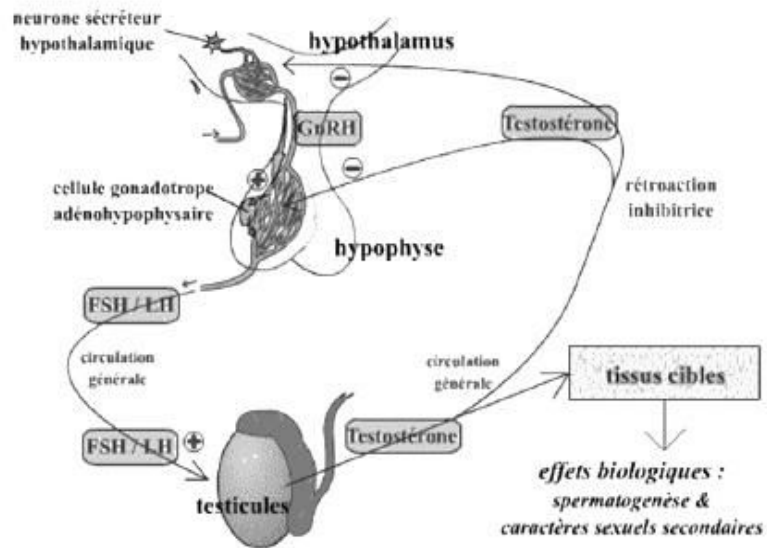 neurone sécréteur
hypothalamique
hypothalamus
GnRH
Testostérone
cellule gonadotrope
adénohypophysaire
rétroaction
inhibitrice
hypophyse
FSH / LH
circulation
générale
circulation
générale
tissus cibles
FSH / LH
Testostérone
testicules
effets biologiques :
spermatogenèse &
caractères sexuels secondaires